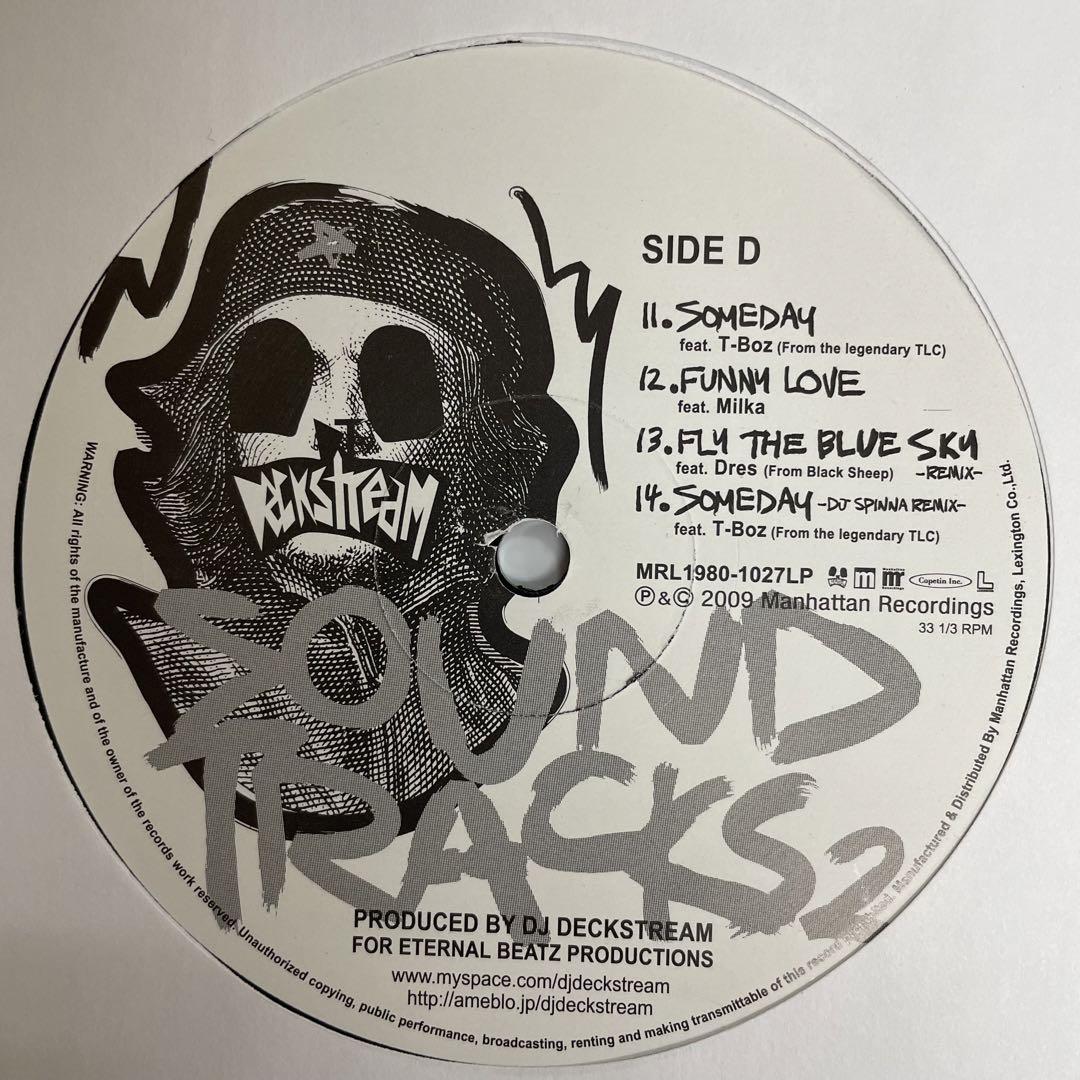 SIDE D
11. SOMEDAY
feat. T-Boz (From the legendary TLC)
12. FUNNY LOVE
feat. Milka
13. FLY THE BLUE SKY
feat. Dres (From Black Sheep) -REMIX-
14. SOMEDAY -DJ SPINNA REMIX-
feat. T-Boz (From the legendary TLC)
MRL1980-1027LP Copetin Inc. L
℗ & © 2009 Manhattan Recordings
33 1/3 RPM
DeckstreaM
SOUND
TRACKS 2
PRODUCED BY DJ DECKSTREAM
FOR ETERNAL BEATZ PRODUCTIONS
www.myspace.com/djdeckstream
http://ameblo.jp/djdeckstream
WARNING: All rights of the manufacture and of the owner of the records work reserved. Unauthorized copying, public performance, broadcasting, renting and making transmittable of this record prohibited. Manufactured & Distributed By Manhattan Recordings, Lexington Co.,Ltd.